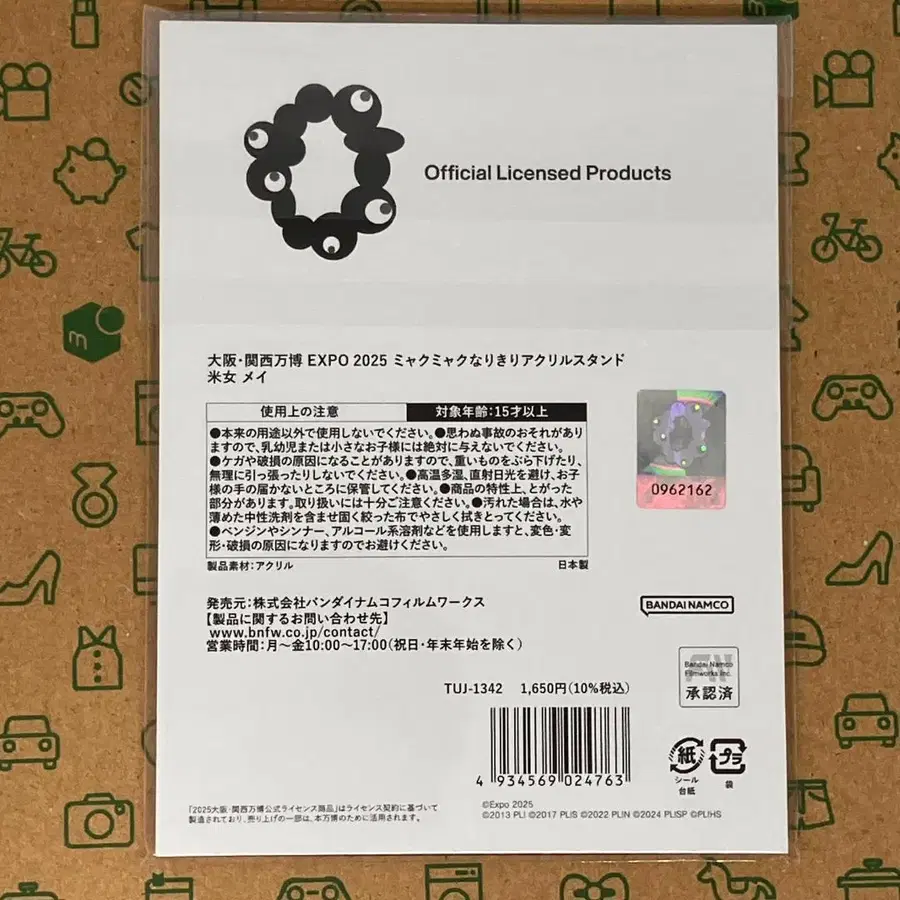 Official Licensed Products
大阪・関西万博 EXPO 2025 ミャクミャクなりきりアクリルスタンド
米女 メイ
使用上の注意
対象年齢：15才以上
●本来の用途以外で使用しないでください。●思わぬ事故のおそれがあり
ますので、乳幼児または小さなお子様には絶対に与えないでください。
●ケガや破損の原因になることがありますので、重いものをぶら下げたり、
無理に引っ張ったりしないでください。●高温多湿、直射日光を避け、お子
様の手の届かないところに保管してください。●商品の特性上、とがった
部分があります。取り扱いには十分ご注意ください。●汚れた場合は、水や
薄めた中性洗剤を含ませ固く絞った布でやさしく拭きとってください。
●ベンジンやシンナー、アルコール系溶剤などを使用しますと、変色・変
形・破損の原因になりますのでお避けください。
製品素材：アクリル
日本製
0962162
発売元：株式会社バンダイナムコフィルムワークス
【製品に関するお問い合わせ先】
www.bnfw.co.jp/contact/
営業時間：月〜金10:00〜17:00（祝日・年末年始を除く）
BANDAI NAMCO
Bandai Namco
Filmworks Inc.
承認済
TUJ-1342 1,650円（10%税込）
4 934569 024763
紙
シール
台紙
プラ
袋
「2025大阪・関西万博公式ライセンス商品」はライセンス契約に基づいて
製造されており、売り上げの一部は、本万博のために活用されます。
©Expo 2025
©2013 PL! ©2017 PL!S ©2022 PL!N ©2024 PL!SP ©PL!HS
m